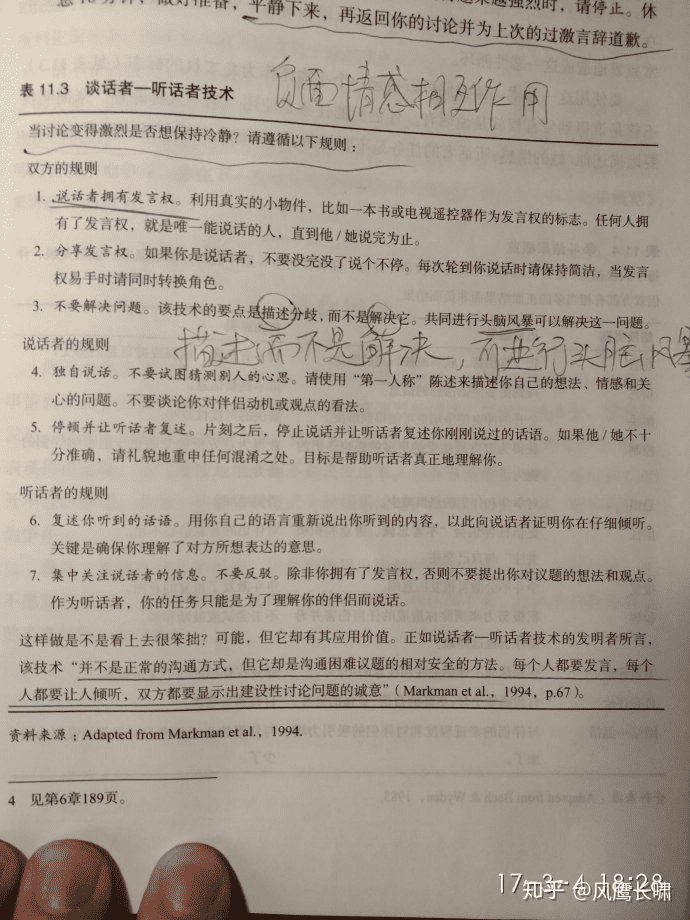 息10分钟，做好准备，平静下来，再返回你的讨论并为上次的过激言辞道歉。
表 11.3 谈话者—听话者技术
负面情感相互作用
当讨论变得激烈是否想保持冷静？请遵循以下规则：
双方的规则
1. 说话者拥有发言权。利用真实的小物件，比如一本书或电视遥控器作为发言权的标志。任何人拥
有了发言权，就是唯一能说话的人，直到他/她说完为止。
2. 分享发言权。如果你是说话者，不要没完没了说个不停。每次轮到你说话时请保持简洁，当发言
权易手时请同时转换角色。
3. 不要解决问题。该技术的要点是描述分歧，而不是解决它。共同进行头脑风暴可以解决这一问题。
描述而不是解决，可进行头脑风暴
说话者的规则
4. 独自说话。不要试图猜测别人的心思。请使用“第一人称”陈述来描述你自己的想法、情感和关
心的问题。不要谈论你对伴侣动机或观点的看法。
5. 停顿并让听话者复述。片刻之后，停止说话并让听话者复述你刚刚说过的话语。如果他/她不十
分准确，请礼貌地重申任何混淆之处。目标是帮助听话者真正地理解你。
听话者的规则
6. 复述你听到的话语。用你自己的语言重新说出你听到的内容，以此向说话者证明你在仔细倾听。
关键是确保你理解了对方所想表达的意思。
7. 集中关注说话者的信息。不要反驳。除非你拥有了发言权，否则不要提出你对议题的想法和观点。
作为听话者，你的任务只能是为了理解你的伴侣而说话。
这样做是不是看上去很笨拙？可能，但它却有其应用价值。正如说话者—听话者技术的发明者所言，
该技术“并不是正常的沟通方式，但它却是沟通困难议题的相对安全的方法。每个人都要发言，每个
人都要让人倾听，双方都要显示出建设性讨论问题的诚意”（Markman et al.，1994，p.67）。
资料来源：Adapted from Markman et al.，1994.
4 见第6章189页。
17-3-4 18:28
知乎 @风鹰长啸